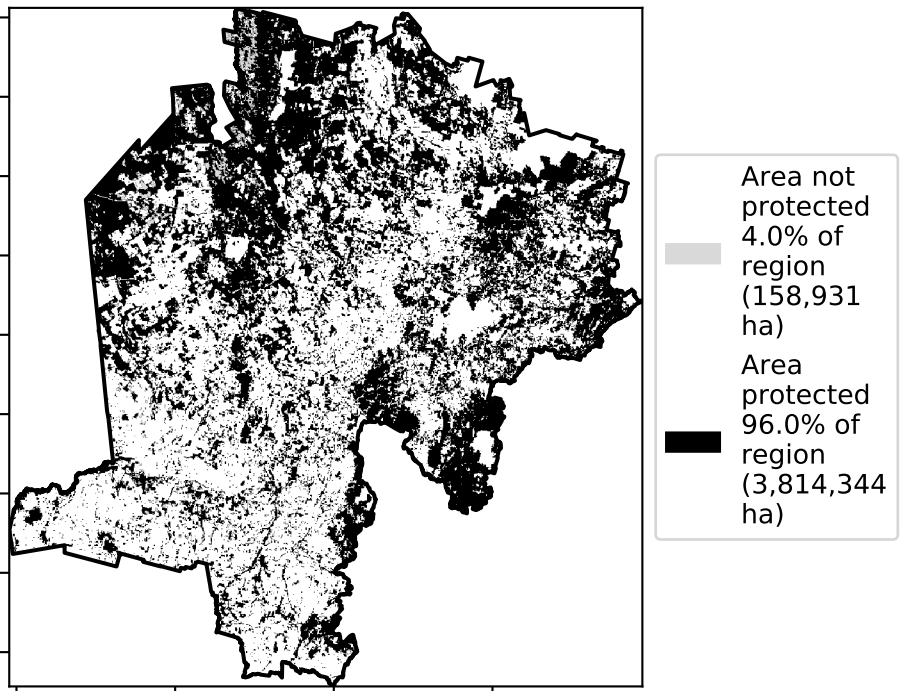 Area not
protected
4.0% of
region
(158,931
ha)
Area
protected
96.0% of
region
(3,814,344
ha)